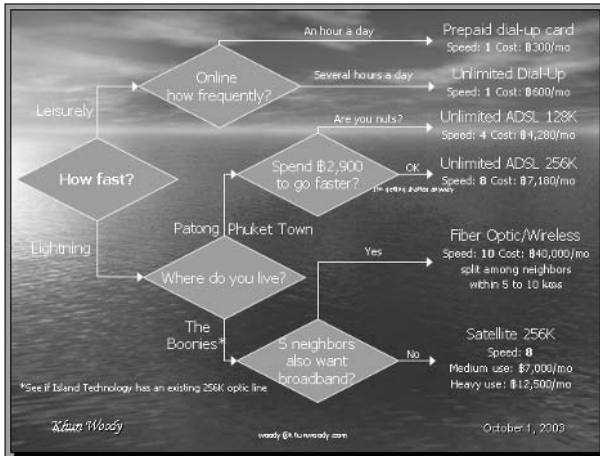 An hour a day
Prepaid dial-up card
Speed: 1 Cost: ฿300/mo
Online
how frequently?
Several hours a day
Unlimited Dial-Up
Speed: 1 Cost: ฿600/mo
Leisurely
Are you nuts?
Unlimited ADSL 128K
Speed: 4 Cost: ฿4,280/mo
How fast?
Spend ฿2,900
to go faster?
OK
Unlimited ADSL 256K
Speed: 8 Cost: ฿7,180/mo
I'm getting drafted anyway
Lightning
Patong
Phuket Town
Where do you live?
Yes
Fiber Optic/Wireless
Speed: 10 Cost: ฿40,000/mo
split among neighbors
within 5 to 10 kms
The
Boonies*
5 neighbors
also want
broadband?
No
Satellite 256K
Speed: 8
Medium use: ฿7,000/mo
Heavy use: ฿12,500/mo
*See if Island Technology has an existing 256K optic line
Khun Woody
woody@khunwoody.com
October 1, 2003